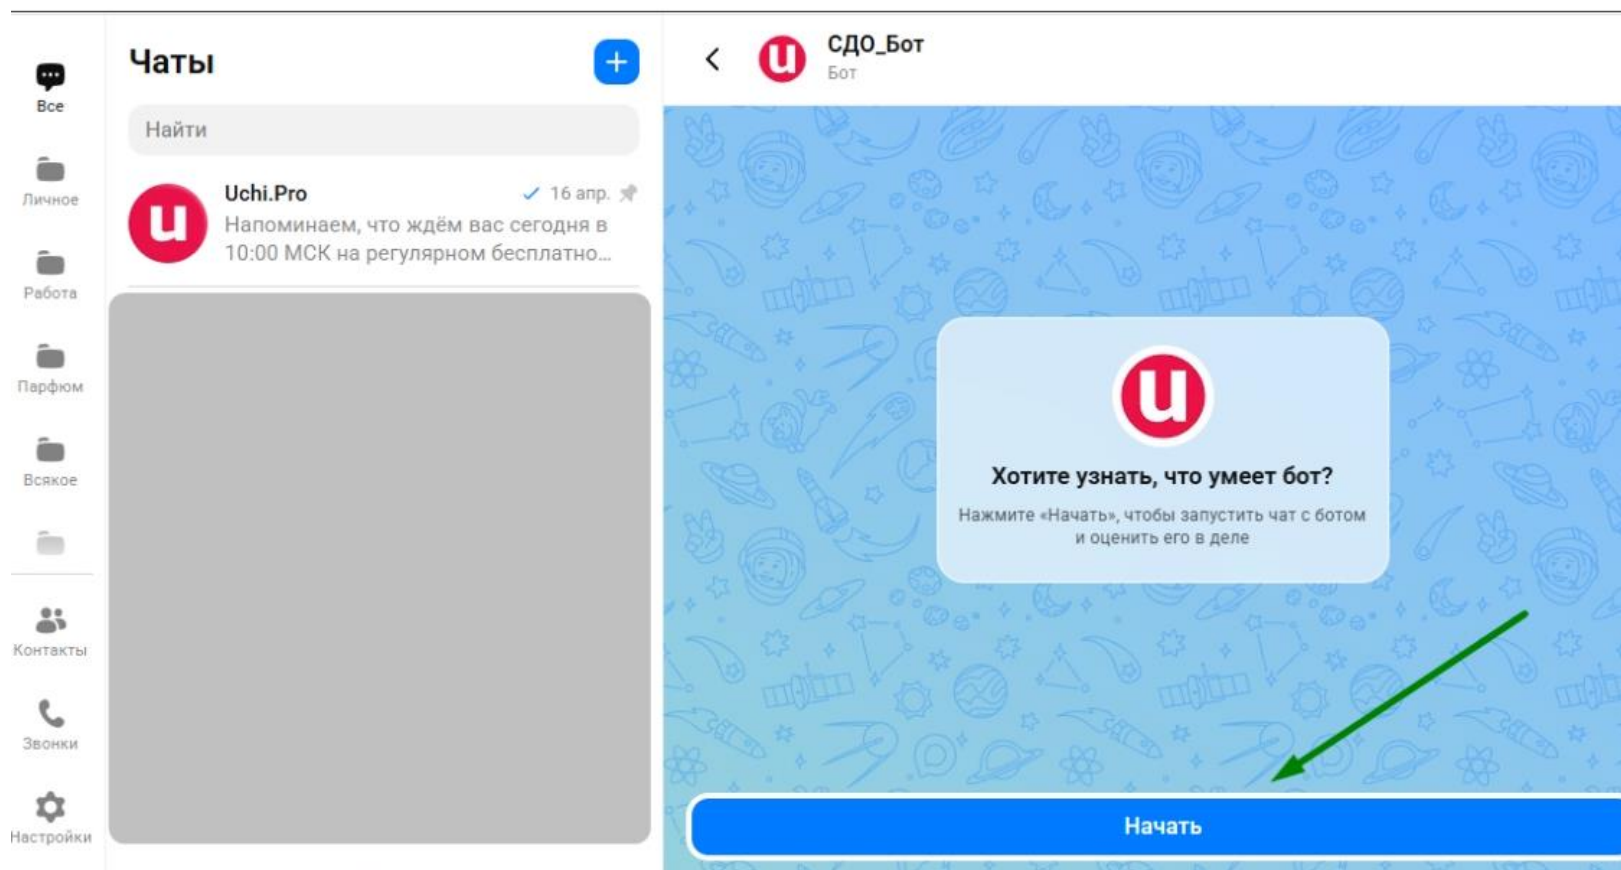 Все
Личное
Работа
Парфюм
Всякое
Контакты
Звонки
Настройки
Чаты
Найти
u
Uchi.Pro
16 апр.
Напоминаем, что ждём вас сегодня в
10:00 МСК на регулярном бесплатно...
u
СДО_Бот
Бот
u
Хотите узнать, что умеет бот?
Нажмите «Начать», чтобы запустить чат с ботом
и оценить его в деле
Начать